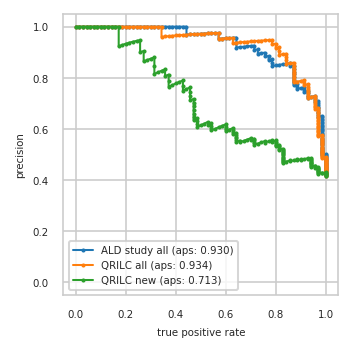 1.0
0.8
0.6
0.4
0.2
0.0
precision
ALD study all (aps: 0.930)
QRILC all (aps: 0.934)
QRILC new (aps: 0.713)
0.0 0.2 0.4 0.6 0.8 1.0
true positive rate